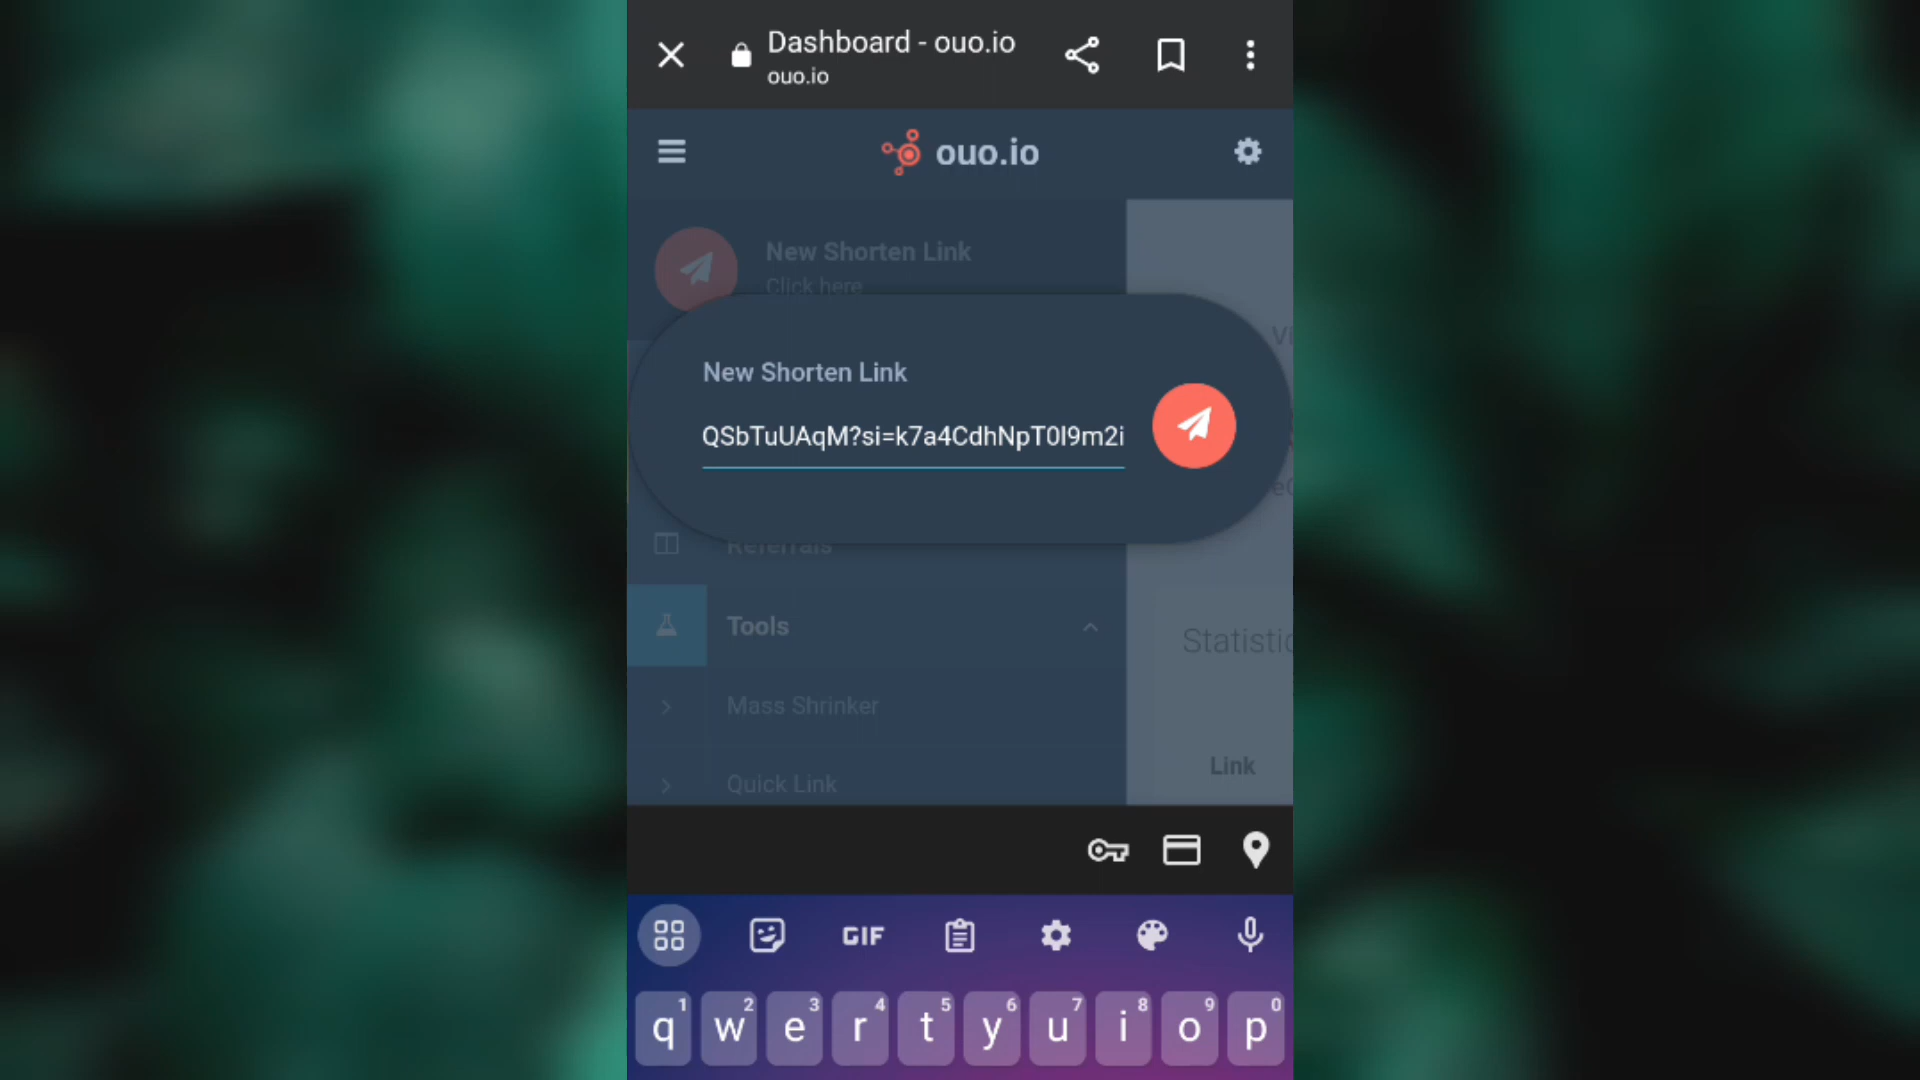 Dashboard - ouo.io
ouo.io
ouo.io
New Shorten Link
Click here
New Shorten Link
QSbTuUAqM?si=k7a4CdhNpT0I9m2i
Referrals
Tools
Mass Shrinker
Quick Link
Link
GIF
1 2 3 4 5 6 7 8 9 0
q w e r t y u i o p